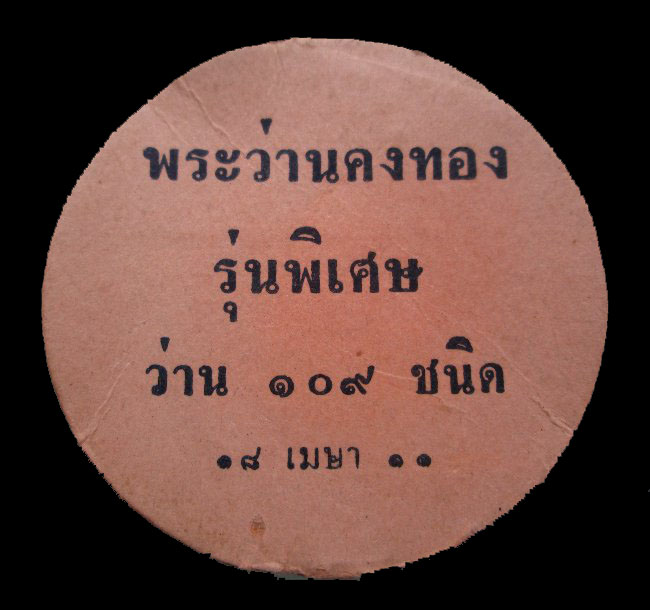 พระว่านคงทอง
รุ่นพิเศษ
ว่าน ๑๐๙ ชนิด
๑๘ เมษา ๑๑